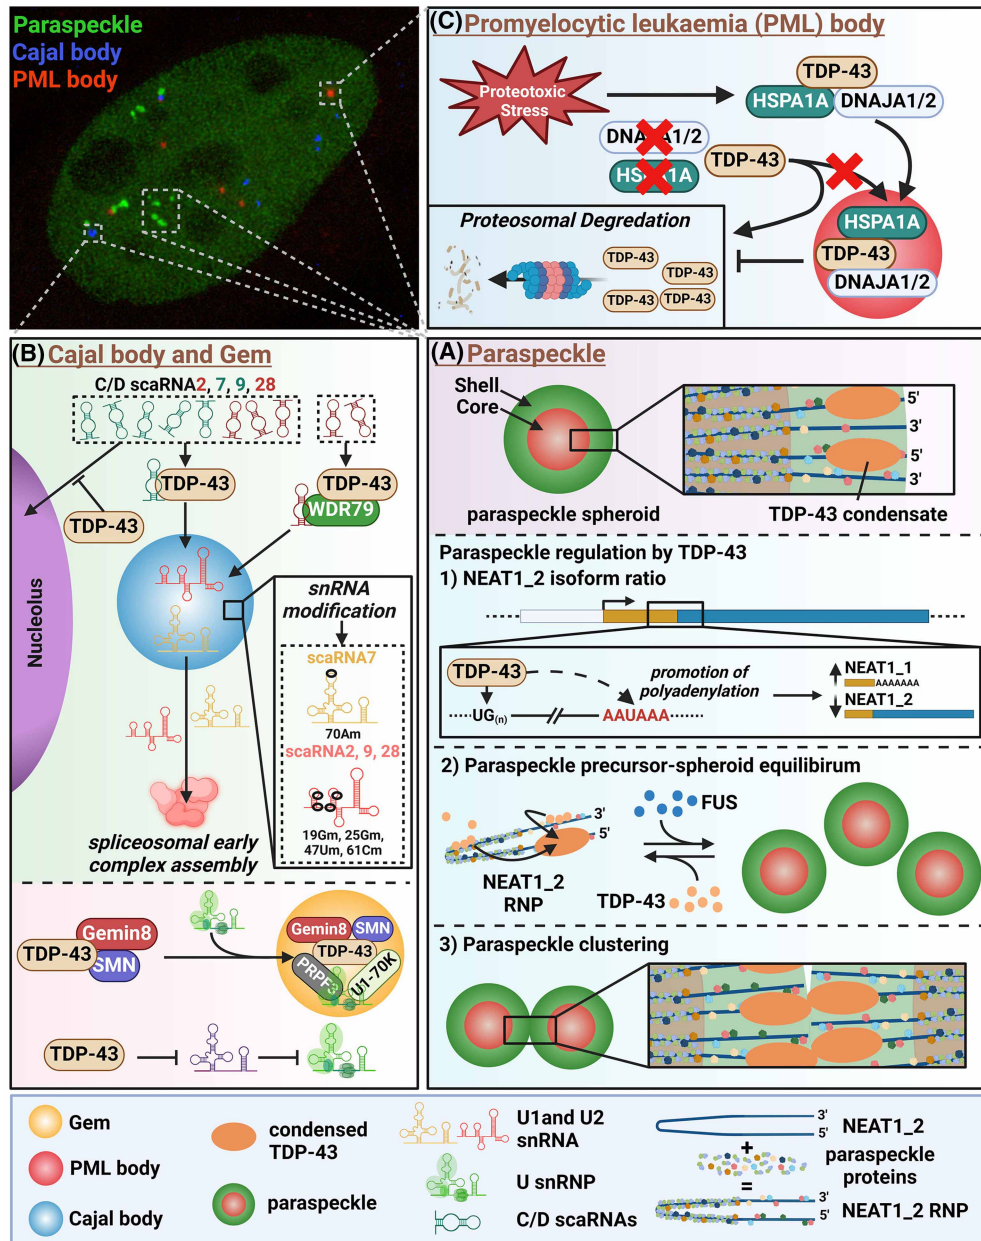 Paraspeckle
Cajal body
PML body
(C) Promyelocytic leukaemia (PML) body
Proteotoxic
Stress
TDP-43
HSPA1A
DNAJA1/2
DNAJA1/2
HSPA1A
TDP-43
Proteosomal Degredation
TDP-43
TDP-43
TDP-43
TDP-43
HSPA1A
TDP-43
DNAJA1/2
(B) Cajal body and Gem
C/D scaRNA2, 7, 9, 28
TDP-43
TDP-43
TDP-43
WDR79
Nucleolus
snRNA
modification
scaRNA7
70Am
scaRNA2, 9, 28
19Gm, 25Gm,
47Um, 61Cm
spliceosomal early
complex assembly
Gemin8
TDP-43
SMN
Gemin8
SMN
TDP-43
PRPF3
U1-70K
TDP-43
(A) Paraspeckle
Shell
Core
paraspeckle spheroid
5'
3'
5'
3'
TDP-43 condensate
Paraspeckle regulation by TDP-43
1) NEAT1_2 isoform ratio
TDP-43
UG(n)
AAUAAA
promotion of
polyadenylation
NEAT1_1
AAAAAAA
NEAT1_2
2) Paraspeckle precursor-spheroid equilibirum
3'
5'
NEAT1_2
RNP
FUS
TDP-43
3) Paraspeckle clustering
Gem
PML body
Cajal body
condensed
TDP-43
paraspeckle
U1and U2
snRNA
U snRNP
C/D scaRNAs
3'
5'
NEAT1_2
+
paraspeckle
proteins
=
3'
5'
NEAT1_2 RNP